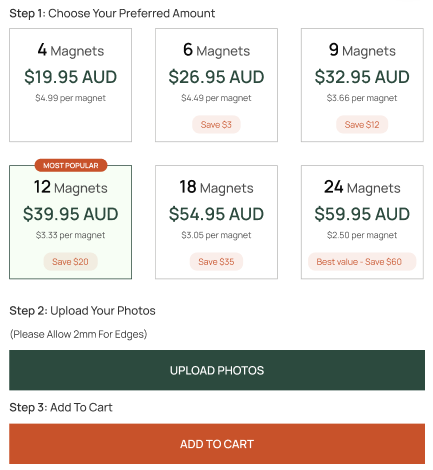 Step 1: Choose Your Preferred Amount
4 Magnets
$19.95 AUD
$4.99 per magnet
6 Magnets
$26.95 AUD
$4.49 per magnet
Save $3
9 Magnets
$32.95 AUD
$3.66 per magnet
Save $12
MOST POPULAR
12 Magnets
$39.95 AUD
$3.33 per magnet
Save $20
18 Magnets
$54.95 AUD
$3.05 per magnet
Save $35
24 Magnets
$59.95 AUD
$2.50 per magnet
Best value - Save $60
Step 2: Upload Your Photos
(Please Allow 2mm For Edges)
UPLOAD PHOTOS
Step 3: Add To Cart
ADD TO CART